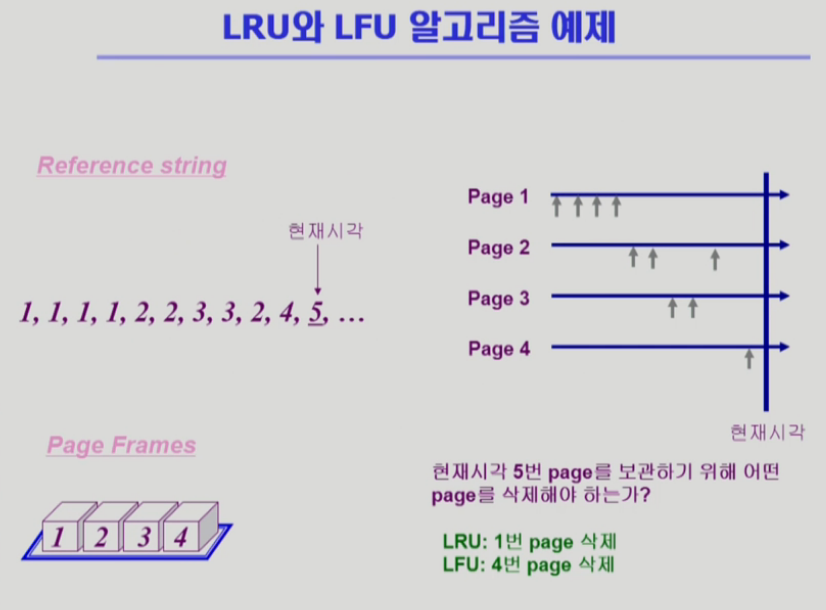 LRU와 LFU 알고리즘 예제
Reference string
현재시각
1, 1, 1, 1, 2, 2, 3, 3, 2, 4, 5, ...
Page Frames
1 2 3 4
Page 1
Page 2
Page 3
Page 4
현재시각
현재시각 5번 page를 보관하기 위해 어떤
page를 삭제해야 하는가?
LRU: 1번 page 삭제
LFU: 4번 page 삭제